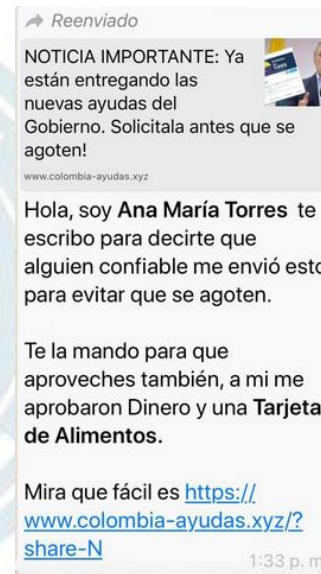 Reenviado
NOTICIA IMPORTANTE: Ya
están entregando las
nuevas ayudas del
Gobierno. Solicitala antes que se
agoten!
www.colombia-ayudas.xyz
Hola, soy Ana María Torres te
escribo para decirte que
alguien confiable me envió esto
para evitar que se agoten.
Te la mando para que
aproveches también, a mi me
aprobaron Dinero y una Tarjeta
de Alimentos.
Mira que fácil es https://
www.colombia-ayudas.xyz/?
share-N
1:33 p. m